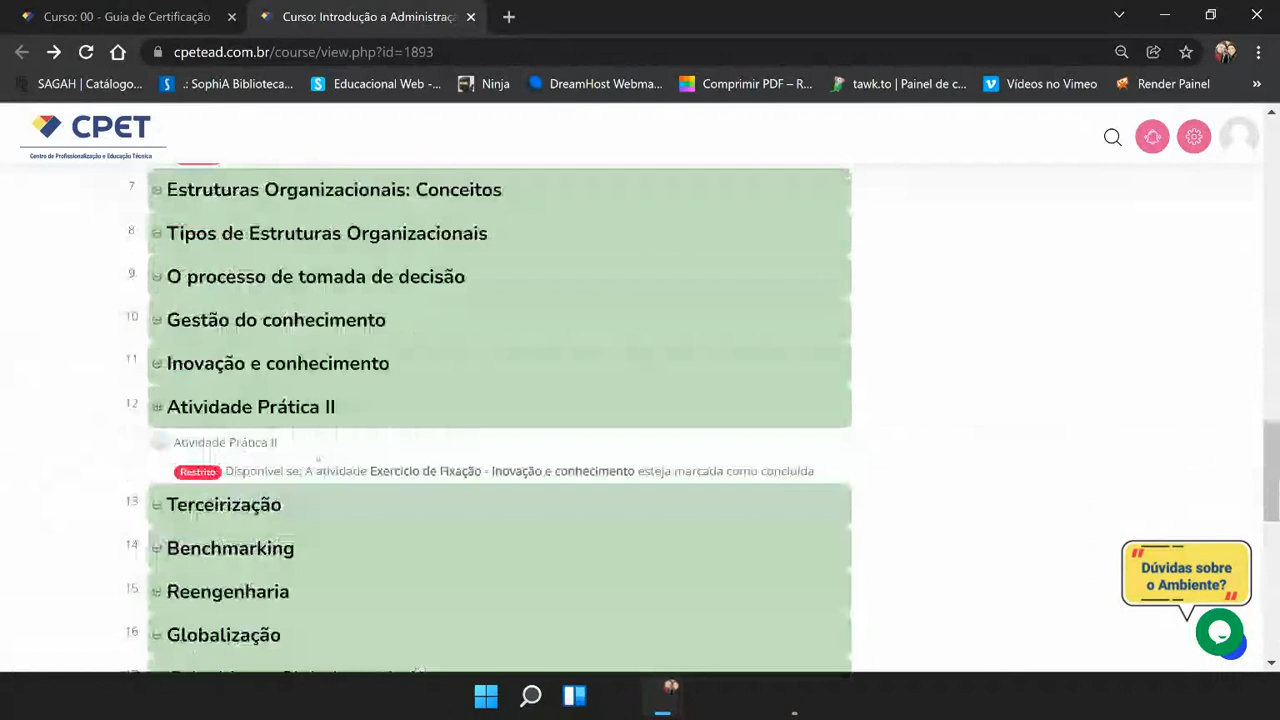 Curso: 00 - Guia de Certificação
Curso: Introdução a Administraç
cpetead.com.br/course/view.php?id=1893
SAGAH (Catálogo...
.: SophiA Biblioteca...
Educacional Web -...
Ninja
DreamHost Webma...
Comprimir PDF – R...
tawk.to | Painel de c...
Vídeos no Vimeo
Render Panel
»
CPET
Centro de Profissionalização e Educação Técnica
7 Estruturas Organizacionais: Conceitos
8 Tipos de Estruturas Organizacionais
9 O processo de tomada de decisão
10 Gestão do conhecimento
11 Inovação e conhecimento
12 Atividade Prática II
Atividade Prática II
Restrito Disponível se: A atividade Exercício de Fixação - Inovação e conhecimento esteja marcada como concluída
13 Terceirização
14 Benchmarking
15 Reengenharia
16 Globalização
Dúvidas sobre
o Ambiente?